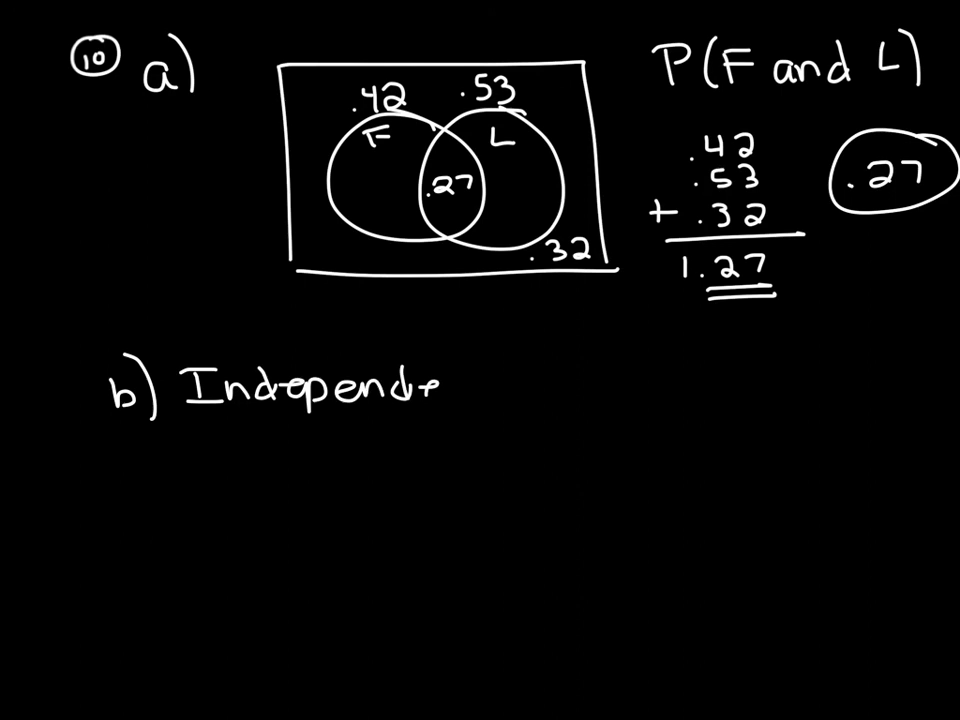 10 a)
.42 .53
F L
.27
.32
P(F and L)
.42
.53
+ .32
1.27
.27
b) Independe